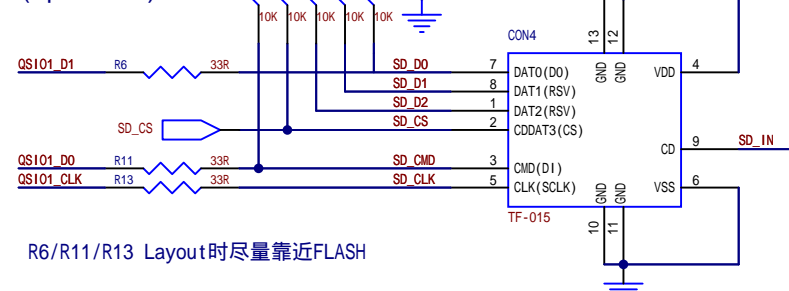 10K 10K 10K 10K 10K
CON4
13 12
QSI01_D1 R6 33R SD_D0 7 DAT0(D0) GND GND VDD 4
SD_D1 8 DAT1(RSV)
SD_D2 1 DAT2(RSV)
SD_CS SD_CS 2 CDDAT3(CS)
CD 9 SD_IN
QSI01_D0 R11 33R SD_CMD 3 CMD(DI)
QSI01_CLK R13 33R SD_CLK 5 CLK(SCLK) GND GND VSS 6
TF-015
10 11
R6/R11/R13 Layout时尽量靠近FLASH